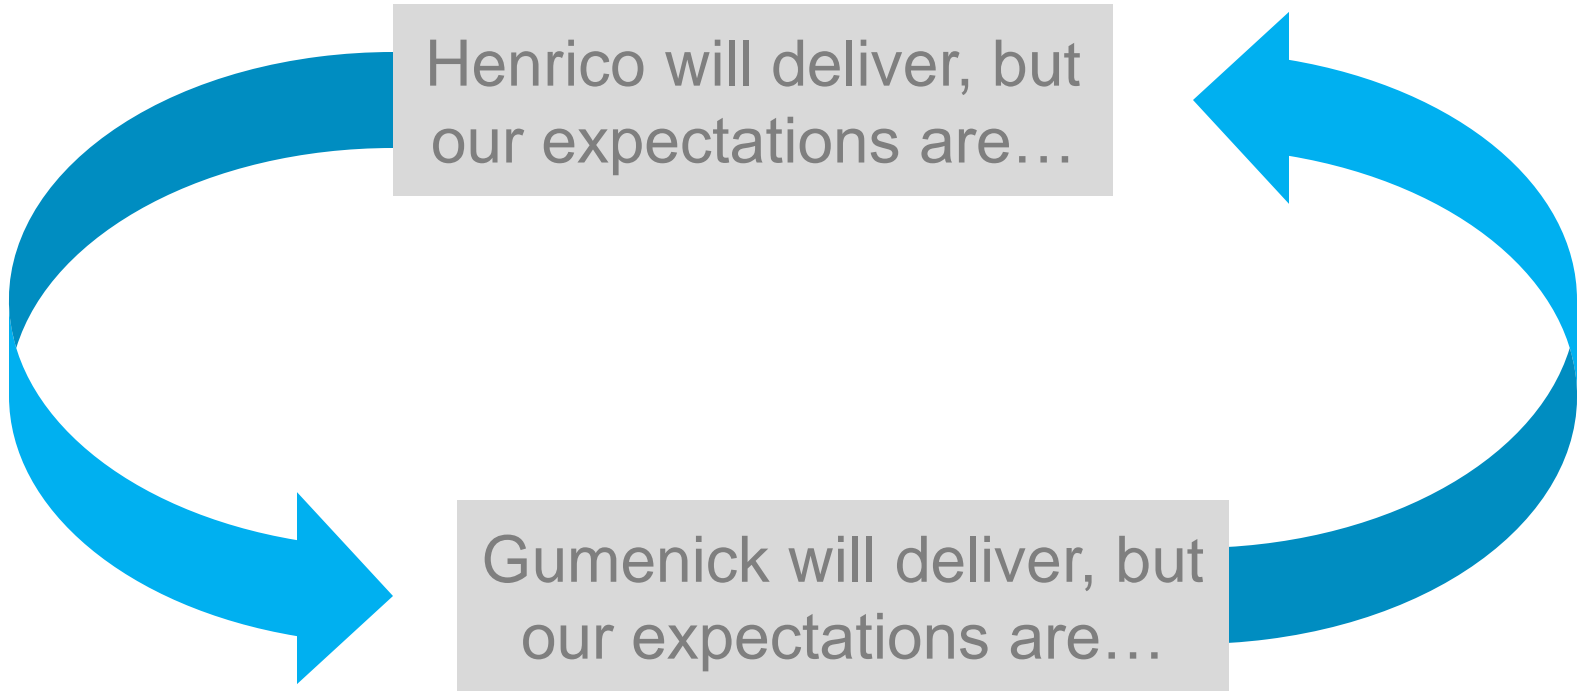 Henrico will deliver, but
our expectations are…
Gumenick will deliver, but
our expectations are…